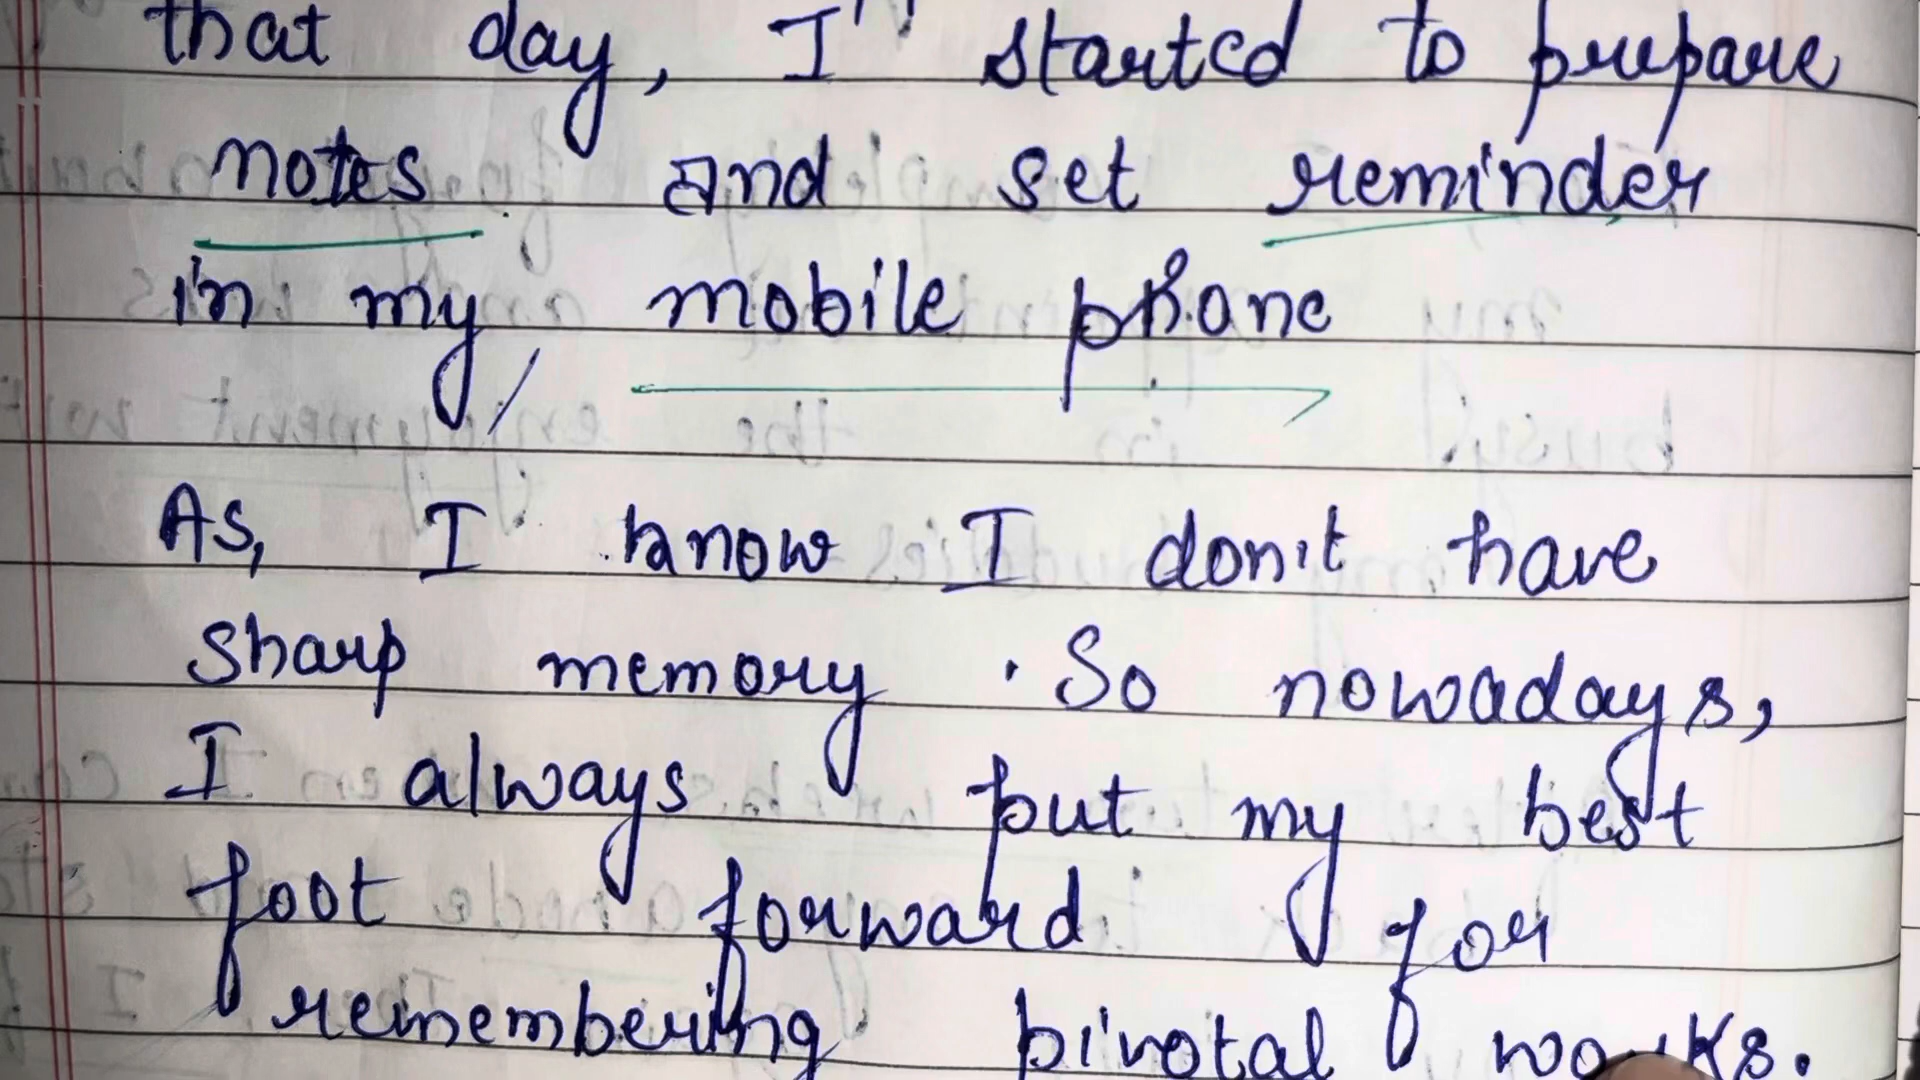 that day, I started to prepare
notes and set reminder
in my mobile phone
As, I know I don't have
sharp memory. So nowadays,
I always put my best
foot forward for
remembering pivotal works.